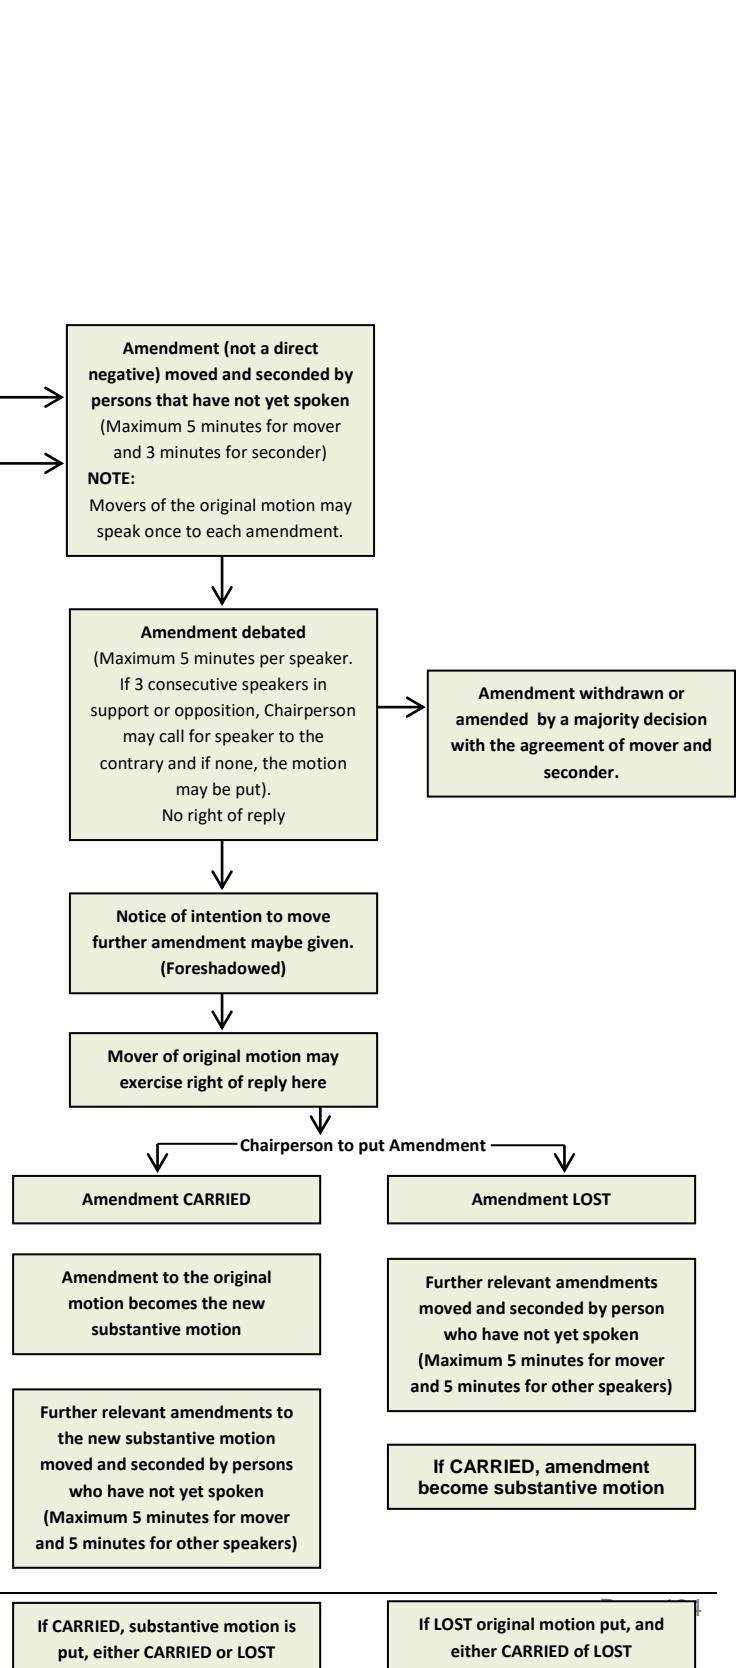 Amendment (not a direct
negative) moved and seconded by
persons that have not yet spoken
(Maximum 5 minutes for mover
and 3 minutes for seconder)
NOTE:
Movers of the original motion may
speak once to each amendment.
Amendment debated
(Maximum 5 minutes per speaker.
If 3 consecutive speakers in
support or opposition, Chairperson
may call for speaker to the
contrary and if none, the motion
may be put).
No right of reply
Amendment withdrawn or
amended  by a majority decision
with the agreement of mover and
seconder.
Notice of intention to move
further amendment maybe given.
(Foreshadowed)
Mover of original motion may
exercise right of reply here
Chairperson to put Amendment
Amendment CARRIED
Amendment to the original
motion becomes the new
substantive motion
Further relevant amendments to
the new substantive motion
moved and seconded by persons
who have not yet spoken
(Maximum 5 minutes for mover
and 5 minutes for other speakers)
If CARRIED, substantive motion is
put, either CARRIED or LOST
Amendment LOST
Further relevant amendments
moved and seconded by person
who have not yet spoken
(Maximum 5 minutes for mover
and 5 minutes for other speakers)
If CARRIED, amendment
become substantive motion
If LOST original motion put, and
either CARRIED of LOST